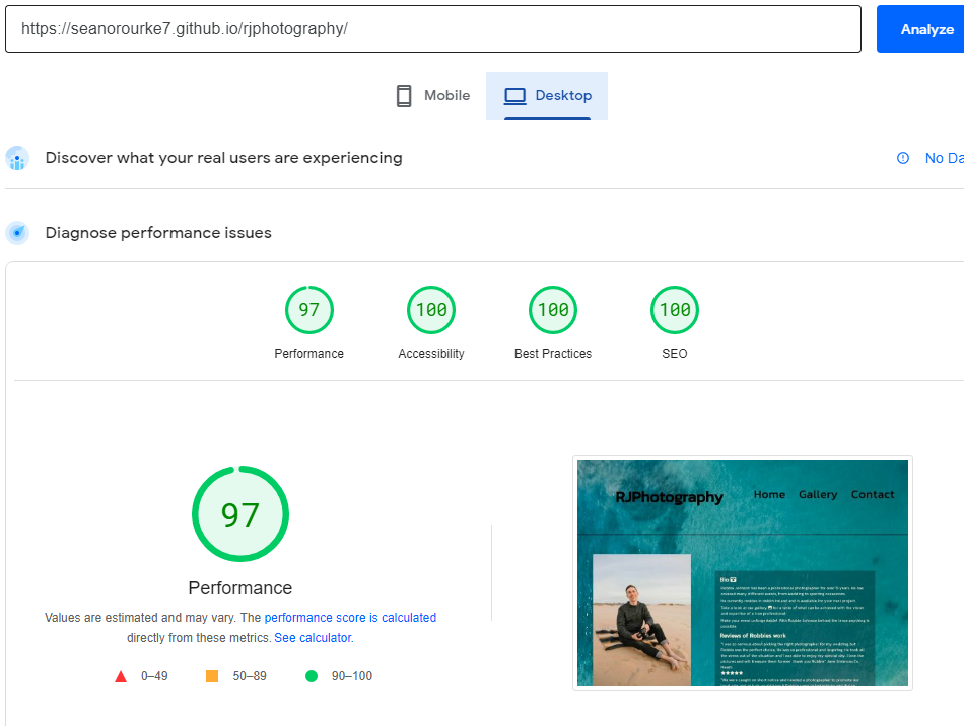 https://seanorourke7.github.io/rjphotography/
Analyze
Mobile
Desktop
Discover what your real users are experiencing
No Da
Diagnose performance issues
97
100
100
100
Performance
Accessibility
Best Practices
SEO
97
Performance
Values are estimated and may vary. The performance score is calculated
directly from these metrics. See calculator.
0–49
50–89
90–100
RJPhotography
Home
Gallery
Contact
Bio
Reviews of Robbies work